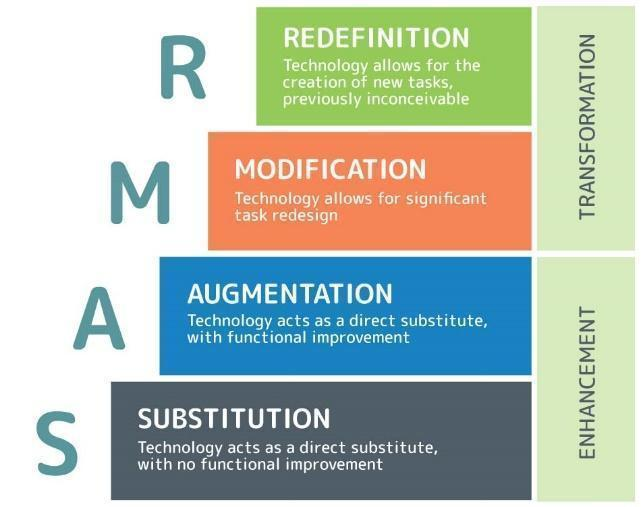 R
REDEFINITION
Technology allows for the
creation of new tasks,
previously inconceivable
M
MODIFICATION
Technology allows for significant
task redesign
TRANSFORMATION
A
AUGMENTATION
Technology acts as a direct substitute,
with functional improvement
S
SUBSTITUTION
Technology acts as a direct substitute,
with no functional improvement
ENHANCEMENT